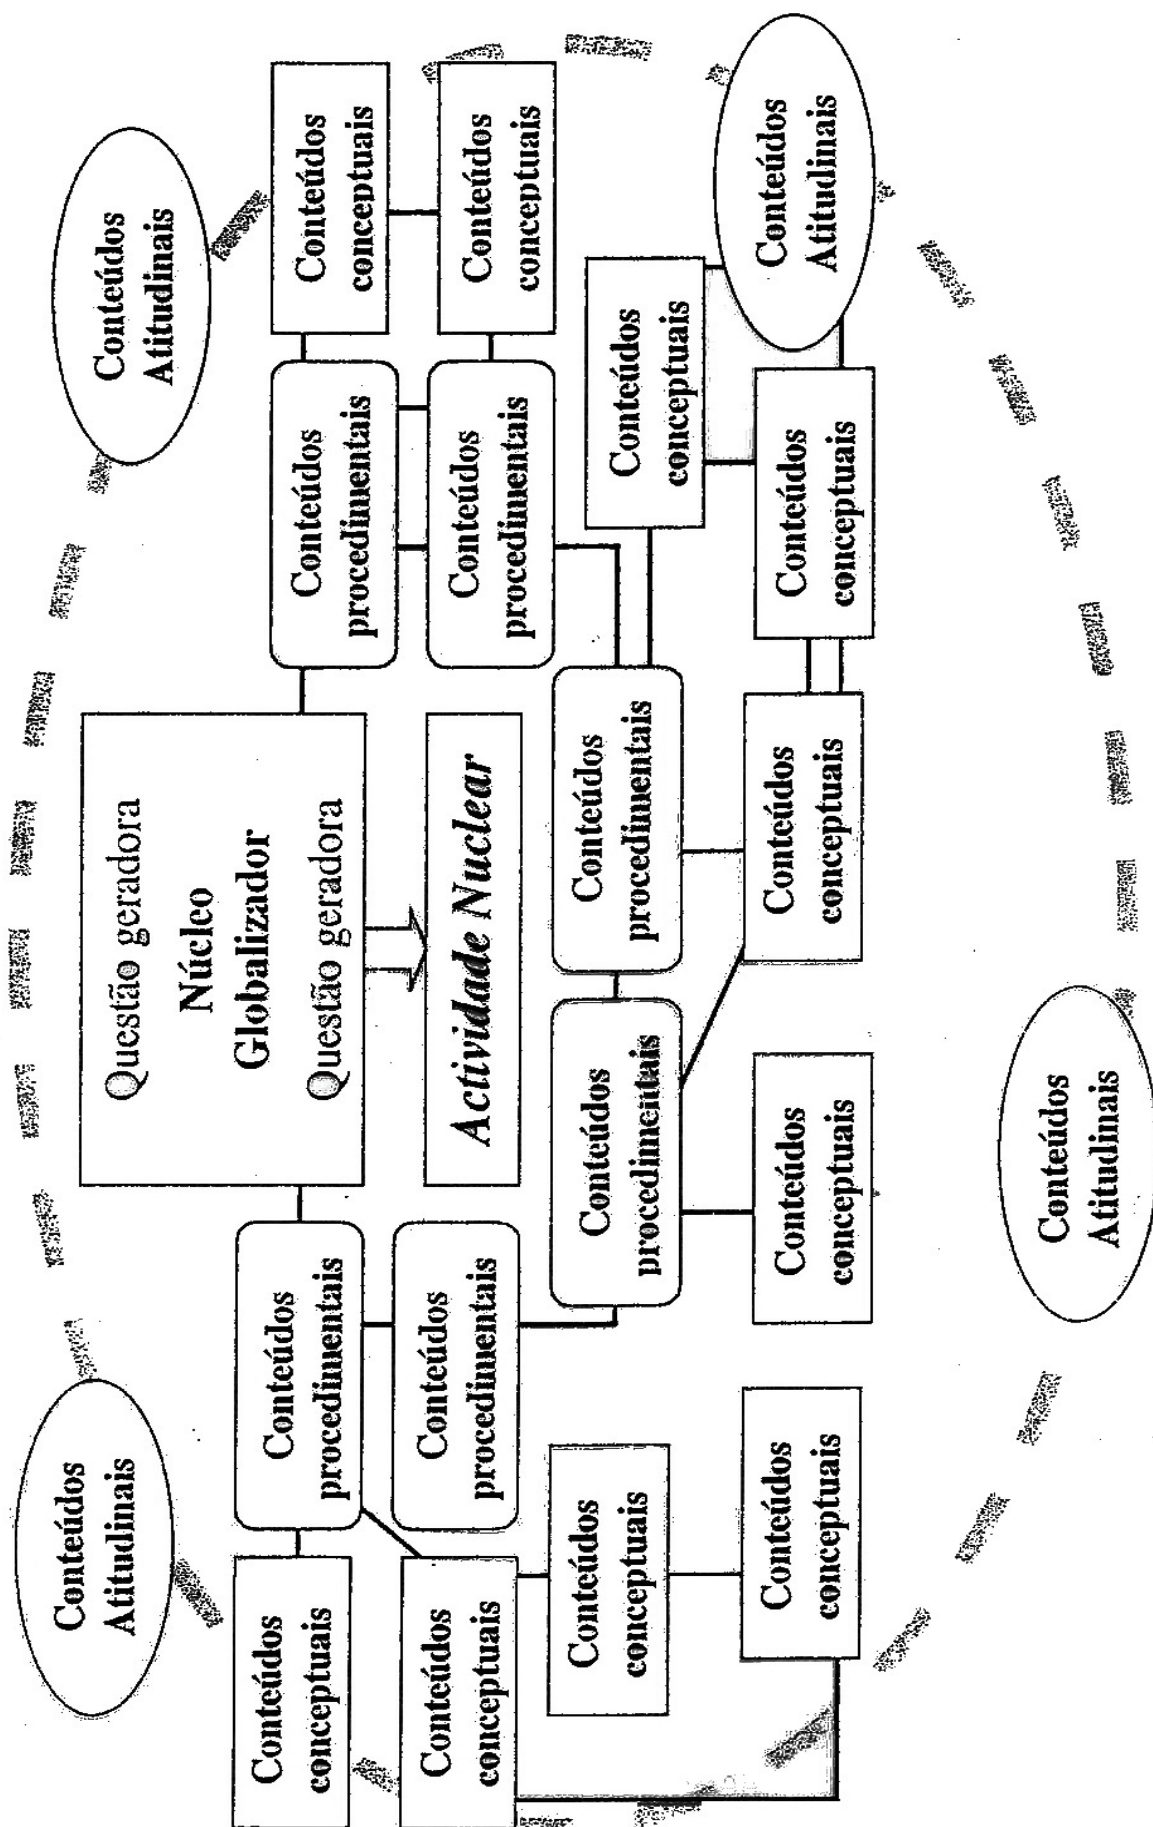 Conteúdos
Atitudinais
Questão geradora
Núcleo
Globalizador
Questão geradora
Conteúdos
Atitudinais
Conteúdos
conceptuais
Conteúdos
procedimentais
Conteúdos
procedimentais
Conteúdos
conceptuais
Conteúdos
conceptuais
Conteúdos
procedimentais
Actividade Nuclear
Conteúdos
procedimentais
Conteúdos
conceptuais
Conteúdos
conceptuais
Conteúdos
procedimentais
Conteúdos
procedimentais
Conteúdos
conceptuais
Conteúdos
conceptuais
Conteúdos
conceptuais
Conteúdos
conceptuais
Conteúdos
conceptuais
Conteúdos
Atitudinais
Conteúdos
Atitudinais